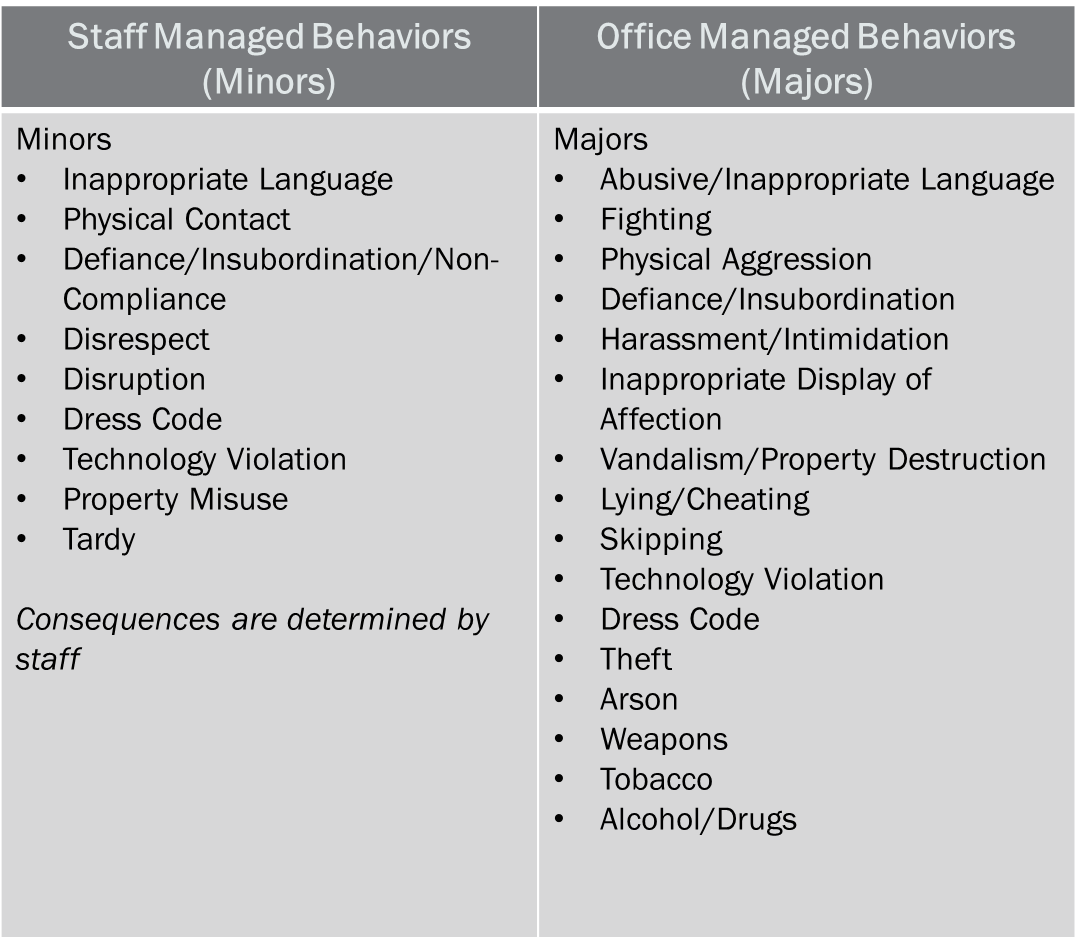 Staff Managed Behaviors
(Minors)
Office Managed Behaviors
(Majors)
Minors
• Inappropriate Language
• Physical Contact
• Defiance/Insubordination/Non-
Compliance
• Disrespect
• Disruption
• Dress Code
• Technology Violation
• Property Misuse
• Tardy
Consequences are determined by
staff
Majors
• Abusive/Inappropriate Language
• Fighting
• Physical Aggression
• Defiance/Insubordination
• Harassment/Intimidation
• Inappropriate Display of
Affection
• Vandalism/Property Destruction
• Lying/Cheating
• Skipping
• Technology Violation
• Dress Code
• Theft
• Arson
• Weapons
• Tobacco
• Alcohol/Drugs